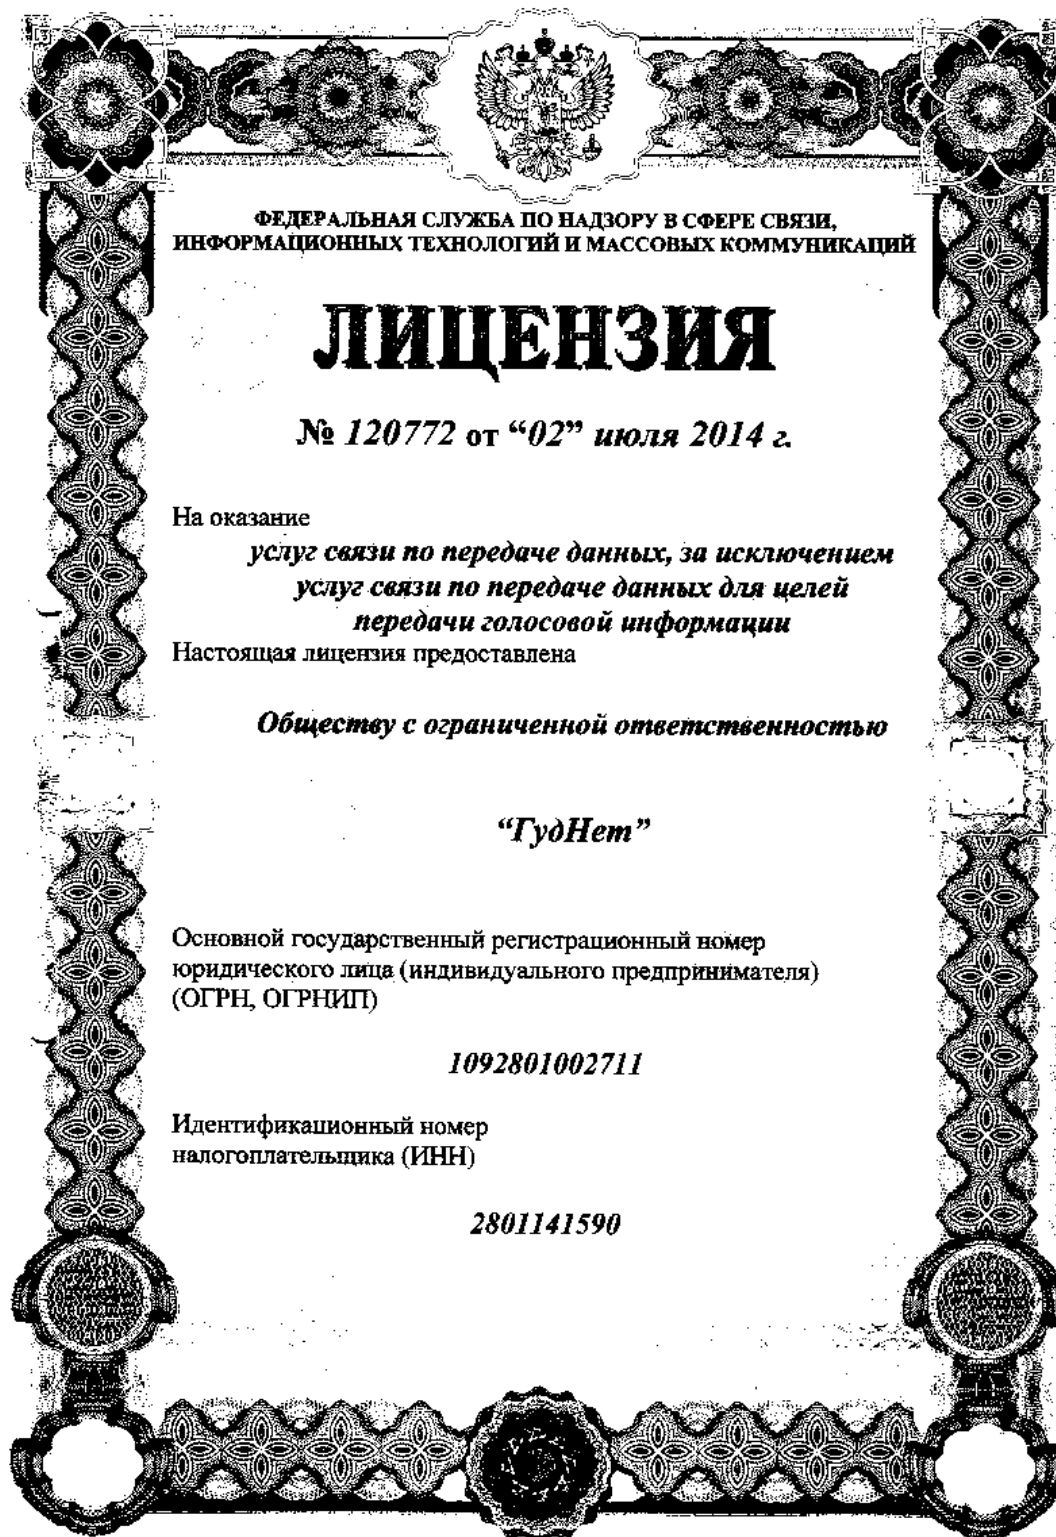 ФЕДЕРАЛЬНАЯ СЛУЖБА ПО НАДЗОРУ В СФЕРЕ СВЯЗИ,
ИНФОРМАЦИОННЫХ ТЕХНОЛОГИЙ И МАССОВЫХ КОММУНИКАЦИЙ
ЛИЦЕНЗИЯ
№ 120772 от “02” июля 2014 г.
На оказание
услуг связи по передаче данных, за исключением
услуг связи по передаче данных для целей
передачи голосовой информации
Настоящая лицензия предоставлена
Обществу с ограниченной ответственностью
“ГудНет”
Основной государственный регистрационный номер
юридического лица (индивидуального предпринимателя)
(ОГРН, ОГРНИП)
1092801002711
Идентификационный номер
налогоплательщика (ИНН)
2801141590